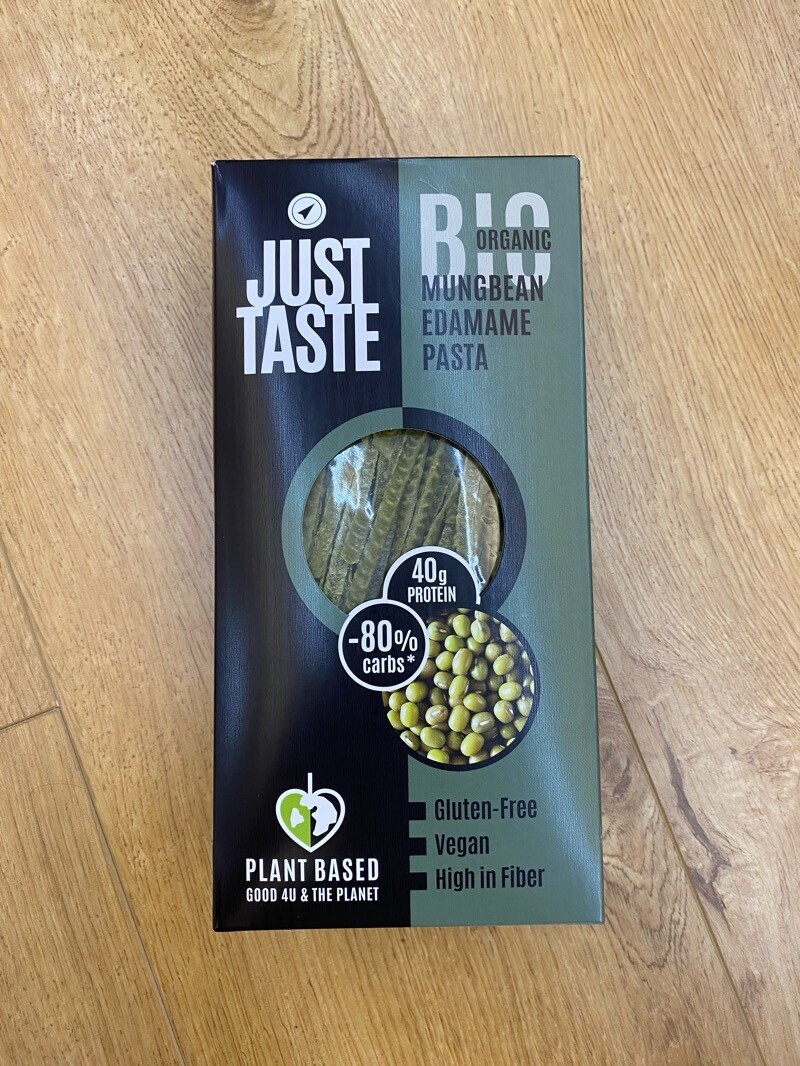 JUST
TASTE
BIO
ORGANIC
MUNGBEAN
EDAMAME
PASTA
40g
PROTEIN
-80%
carbs*
PLANT BASED
GOOD 4U & THE PLANET
Gluten-Free
Vegan
High in Fiber